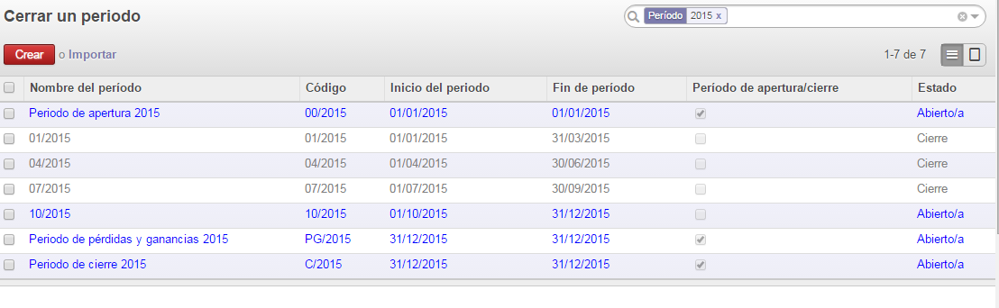 Cerrar un periodo
Período 2015 x
Crear o Importar
1-7 de 7
Nombre del período Código Inicio del periodo Fin de período Período de apertura/cierre Estado
Periodo de apertura 2015 00/2015 01/01/2015 01/01/2015 Abierto/a
01/2015 01/2015 01/01/2015 31/03/2015 Cierre
04/2015 04/2015 01/04/2015 30/06/2015 Cierre
07/2015 07/2015 01/07/2015 30/09/2015 Cierre
10/2015 10/2015 01/10/2015 31/12/2015 Abierto/a
Periodo de pérdidas y ganancias 2015 PG/2015 31/12/2015 31/12/2015 Abierto/a
Periodo de cierre 2015 C/2015 31/12/2015 31/12/2015 Abierto/a